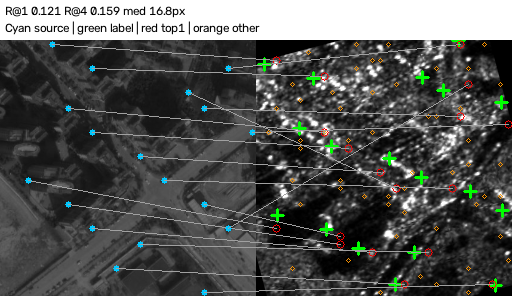 R@1 0.121 R@4 0.159 med 16.8px
Cyan source | green label | red top1 | orange other